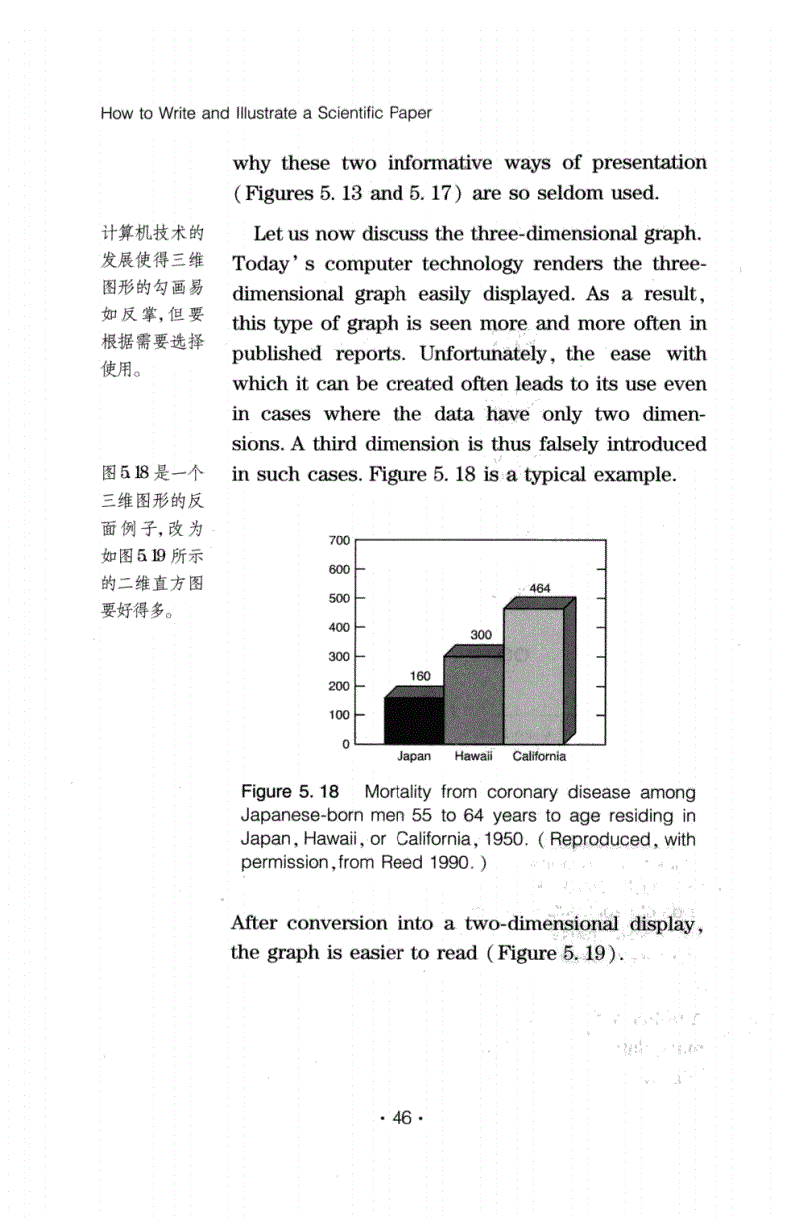 How to Write and Illustrate a Scientific Paper
why these two informative ways of presentation
(Figures 5. 13 and 5. 17) are so seldom used.
计算机技术的
发展使得三维
图形的勾画易
如反掌,但要
根据需要选择
使用。
Let us now discuss the three-dimensional graph.
Today's computer technology renders the three-
dimensional graph easily displayed. As a result,
this type of graph is seen more and more often in
published reports. Unfortunately, the ease with
which it can be created often leads to its use even
in cases where the data have only two dimen-
sions. A third dimension is thus falsely introduced
in such cases. Figure 5. 18 is a typical example.
图5.18是一个
三维图形的反
面例子,改为
如图5.19所示
的二维直方图
要好得多。
700
600
500
400
300
200
100
0
160
300
464
Japan Hawaii California
Figure 5. 18 Mortality from coronary disease among
Japanese-born men 55 to 64 years to age residing in
Japan, Hawaii, or California, 1950. (Reproduced, with
permission,from Reed 1990. )
After conversion into a two-dimensional display,
the graph is easier to read (Figure 5. 19).
· 46 ·